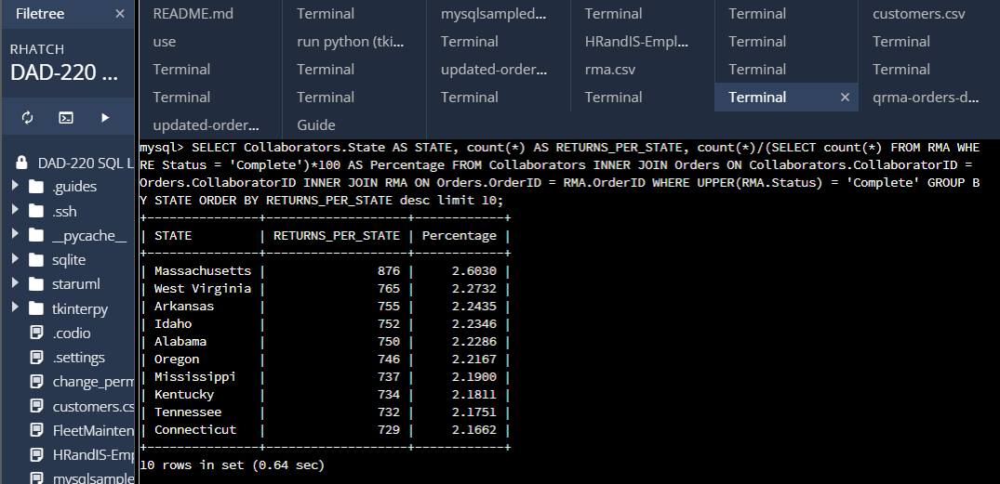 Filetree ×
RHATCH
DAD-220 ...
DAD-220 SQL L
.guides
.ssh
__pycache__
sqlite
staruml
tkinterpy
.codio
.settings
change_perm
customers.cs
FleetMainten
HRandIS-Emp
mysqlsample
README.md Terminal mysqlsampled... Terminal Terminal customers.csv
use run python (tki... Terminal HRandIS-Empl... Terminal Terminal
Terminal Terminal updated-order... rma.csv Terminal Terminal
Terminal Terminal Terminal Terminal Terminal × qrma-orders-d...
updated-order... Guide
mysql> SELECT Collaborators.State AS STATE, count(*) AS RETURNS_PER_STATE, count(*)/(SELECT count(*) FROM RMA WHE
RE Status = 'Complete')*100 AS Percentage FROM Collaborators INNER JOIN Orders ON Collaborators.CollaboratorID =
Orders.CollaboratorID INNER JOIN RMA ON Orders.OrderID = RMA.OrderID WHERE UPPER(RMA.Status) = 'Complete' GROUP B
Y STATE ORDER BY RETURNS_PER_STATE desc limit 10;
+---------------+-------------------+------------+
| STATE | RETURNS_PER_STATE | Percentage |
+---------------+-------------------+------------+
| Massachusetts | 876 | 2.6030 |
| West Virginia | 765 | 2.2732 |
| Arkansas | 755 | 2.2435 |
| Idaho | 752 | 2.2346 |
| Alabama | 750 | 2.2286 |
| Oregon | 746 | 2.2167 |
| Mississippi | 737 | 2.1900 |
| Kentucky | 734 | 2.1811 |
| Tennessee | 732 | 2.1751 |
| Connecticut | 729 | 2.1662 |
+---------------+-------------------+------------+
10 rows in set (0.64 sec)